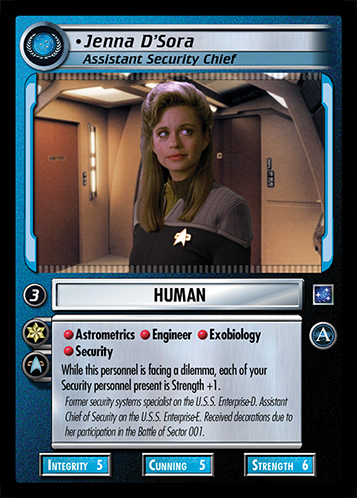 • Jenna D'Sora
Assistant Security Chief
3
HUMAN
A
• Astrometrics • Engineer • Exobiology
• Security
While this personnel is facing a dilemma, each of your
Security personnel present is Strength +1.
Former security systems specialist on the U.S.S. Enterprise-D. Assistant
Chief of Security on the U.S.S. Enterprise-E. Received decorations due to
her participation in the Battle of Sector 001.
INTEGRITY 5 CUNNING 5 STRENGTH 6